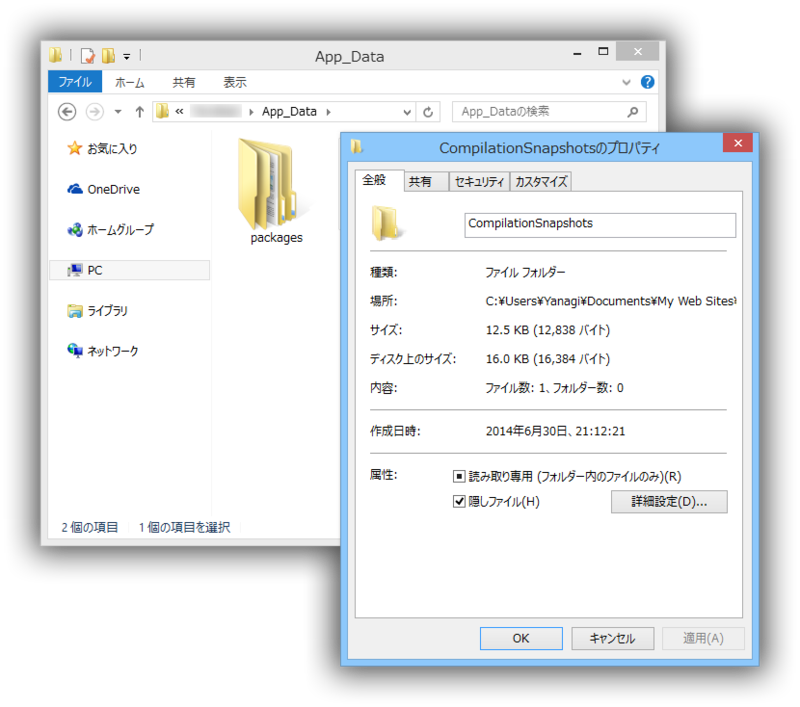 App_Data
ファイル ホーム 共有 表示
« App_Data App_Dataの検索
お気に入り
OneDrive
ホームグループ
PC
ライブラリ
ネットワーク
packages
2 個の項目 1 個の項目を選択
CompilationSnapshotsのプロパティ
全般 共有 セキュリティ カスタマイズ
CompilationSnapshots
種類: ファイル フォルダー
場所: C:¥Users¥Yanagi¥Documents¥My Web Sites¥
サイズ: 12.5 KB (12,838 バイト)
ディスク上のサイズ: 16.0 KB (16,384 バイト)
内容: ファイル数: 1、フォルダー数: 0
作成日時: 2014年6月30日、21:12:21
属性: 読み取り専用 (フォルダー内のファイルのみ)(R)
隠しファイル(H) 詳細設定(D)...
OK キャンセル 適用(A)